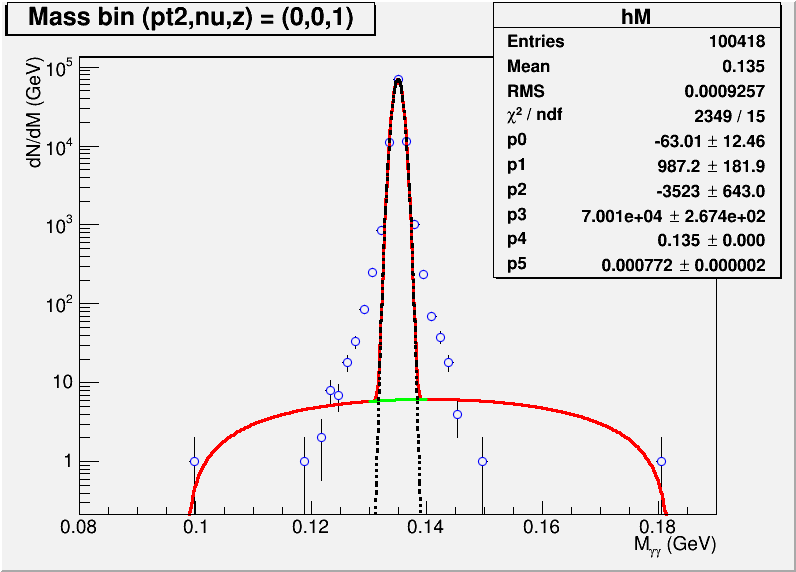 Mass bin (pt2,nu,z) = (0,0,1)
hM
Entries 100418
Mean 0.135
RMS 0.0009257
χ² / ndf 2349 / 15
p0 -63.01 ± 12.46
p1 987.2 ± 181.9
p2 -3523 ± 643.0
p3 7.001e+04 ± 2.674e+02
p4 0.135 ± 0.000
p5 0.000772 ± 0.000002
dN/dM (GeV)
10⁵
10⁴
10³
10²
10
1
0.08 0.1 0.12 0.14 0.16 0.18
Mγγ (GeV)